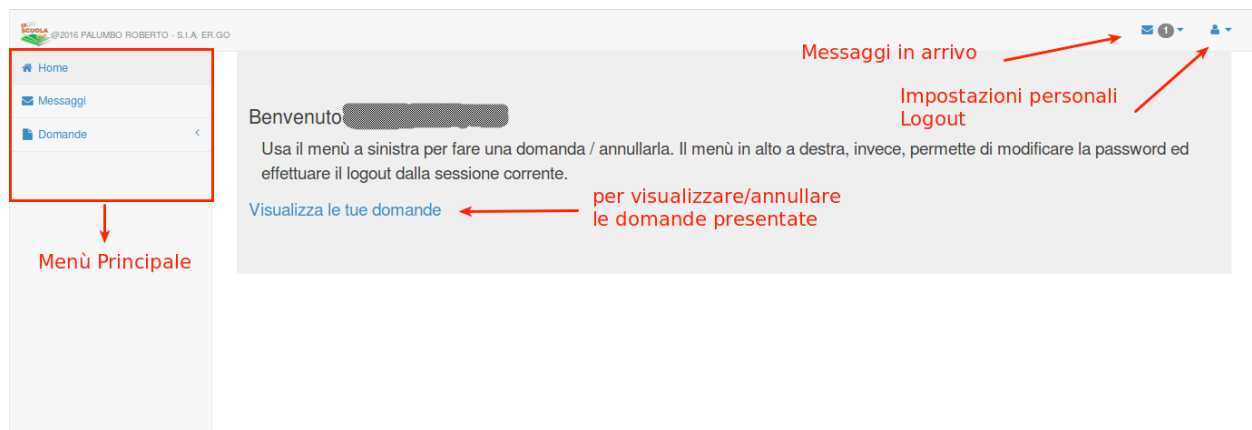 ER.GO
SCUOLA
@2016 PALUMBO ROBERTO - S.I.A. ER.GO
1
Messaggi in arrivo
Home
Messaggi
Impostazioni personali
Logout
Domande
Benvenuto
Usa il menù a sinistra per fare una domanda / annullarla. Il menù in alto a destra, invece, permette di modificare la password ed
effettuare il logout dalla sessione corrente.
Visualizza le tue domande
per visualizzare/annullare
le domande presentate
Menù Principale